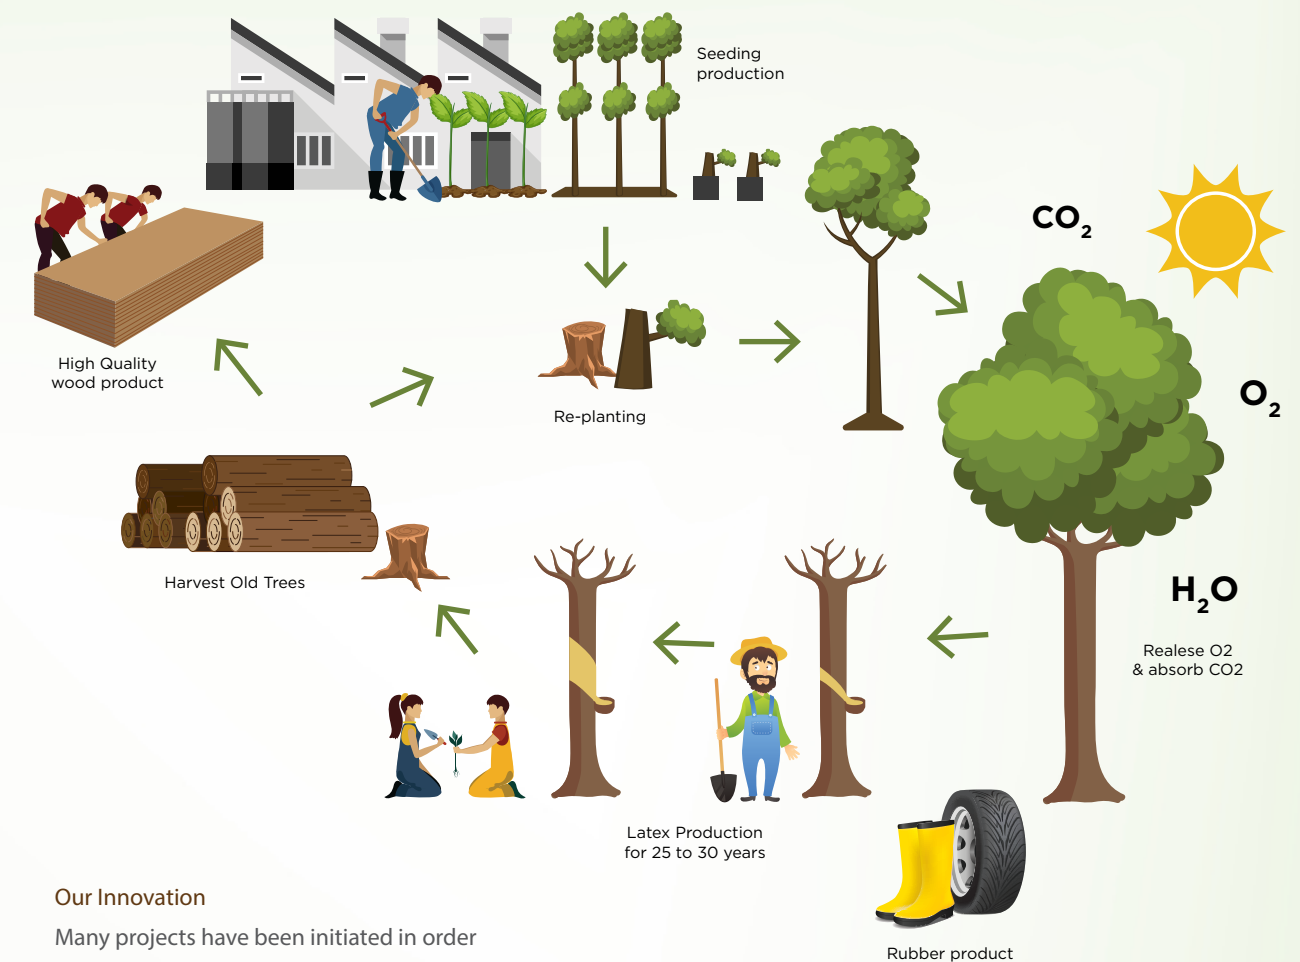 Seeding
production
CO2
High Quality
wood product
Re-planting
O2
Harvest Old Trees
H2O
Realese O2
& absorb CO2
Latex Production
for 25 to 30 years
Rubber product
Our Innovation
Many projects have been initiated in order